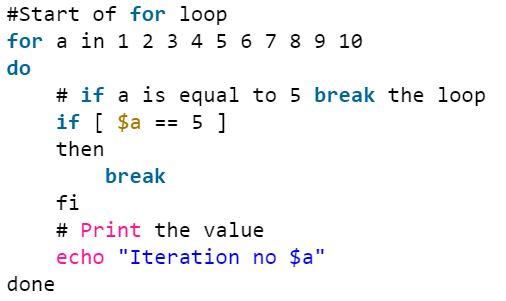 #Start of for loop
for a in 1 2 3 4 5 6 7 8 9 10
do
    # if a is equal to 5 break the loop
    if [ $a == 5 ]
    then
        break
    fi
    # Print the value
    echo "Iteration no $a"
done